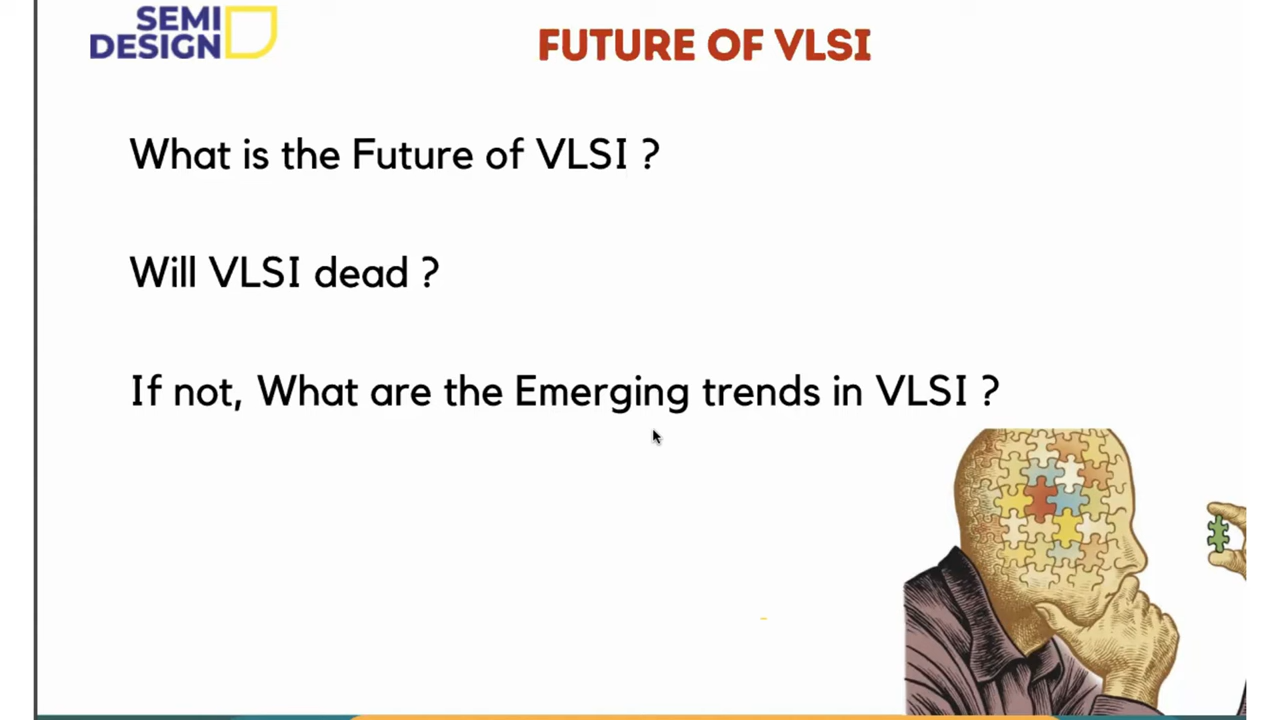 SEMI
DESIGN
FUTURE OF VLSI
What is the Future of VLSI ?
Will VLSI dead ?
If not, What are the Emerging trends in VLSI ?